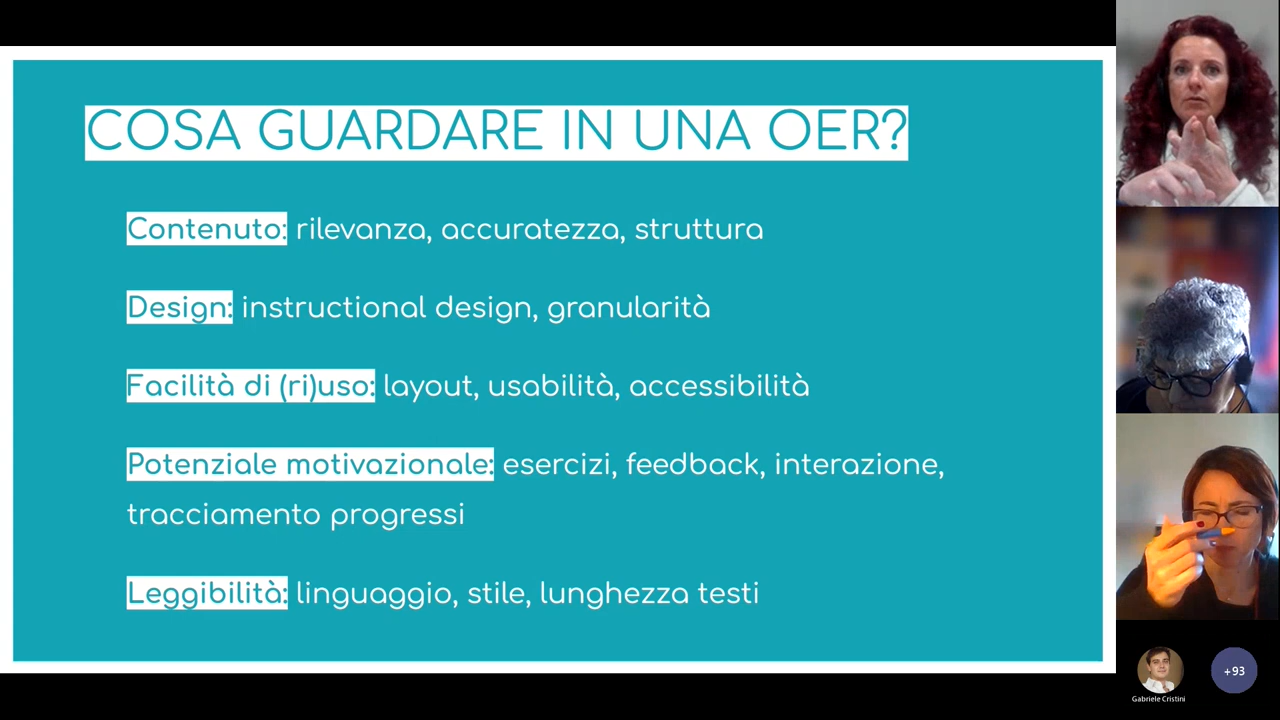 COSA GUARDARE IN UNA OER?
Contenuto: rilevanza, accuratezza, struttura
Design: instructional design, granularità
Facilità di (ri)uso: layout, usabilità, accessibilità
Potenziale motivazionale: esercizi, feedback, interazione,
tracciamento progressi
Leggibilità: linguaggio, stile, lunghezza testi
+93
Gabriele Cristini